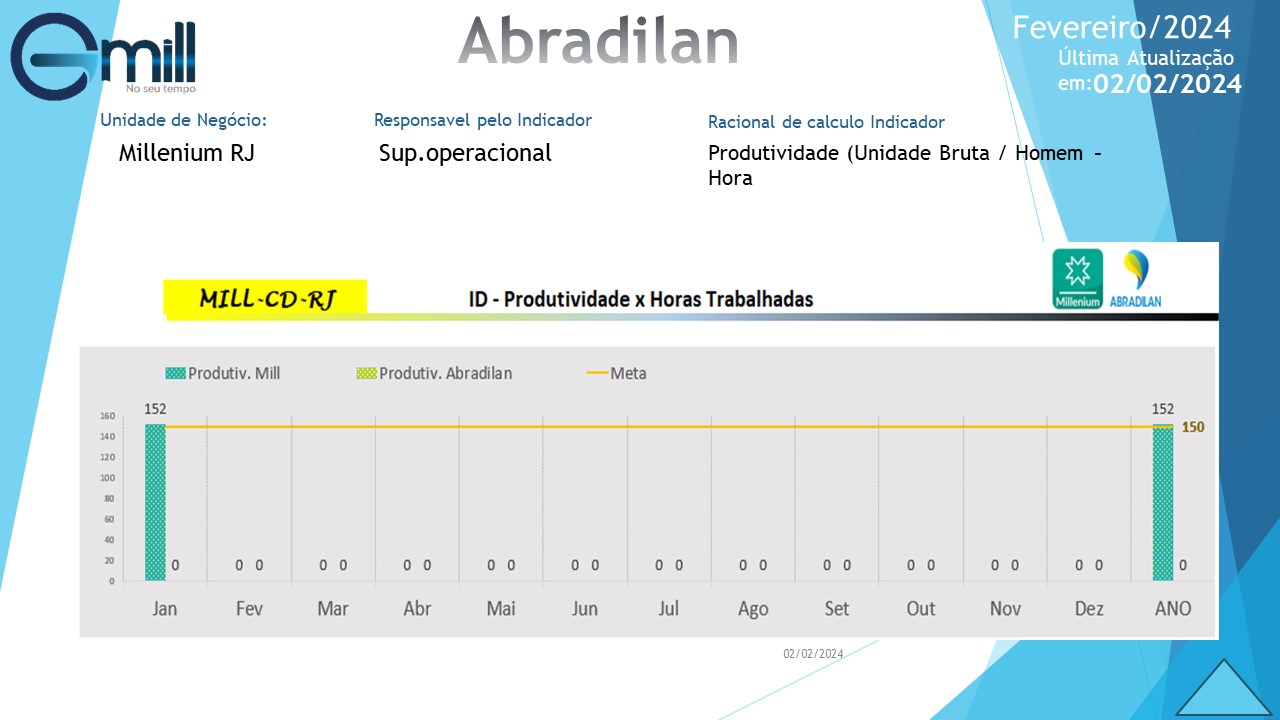 Gmill
No seu tempo
Abradilan
Fevereiro/2024
Última Atualização
em:02/02/2024
Unidade de Negócio:
Millenium RJ
Responsavel pelo Indicador
Sup.operacional
Racional de calculo Indicador
Produtividade (Unidade Bruta / Homem –
Hora
MILL-CD-RJ
ID - Produtividade x Horas Trabalhadas
Millenium
ABRADILAN
Produtiv. Mill
Produtiv. Abradilan
Meta
152
152
150
160
140
120
100
80
60
40
20
0
0
0 0
0 0
0 0
0 0
0 0
0 0
0 0
0 0
0 0
0 0
0 0
0
Jan Fev Mar Abr Mai Jun Jul Ago Set Out Nov Dez ANO
02/02/2024